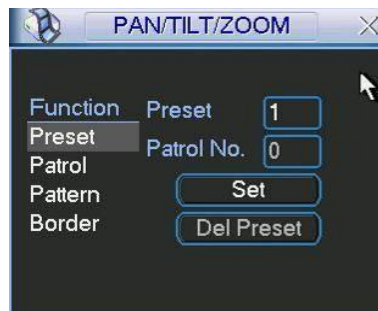 PAN/TILT/ZOOM
Function
Preset
Patrol
Pattern
Border
Preset 1
Patrol No. 0
Set
Del Preset